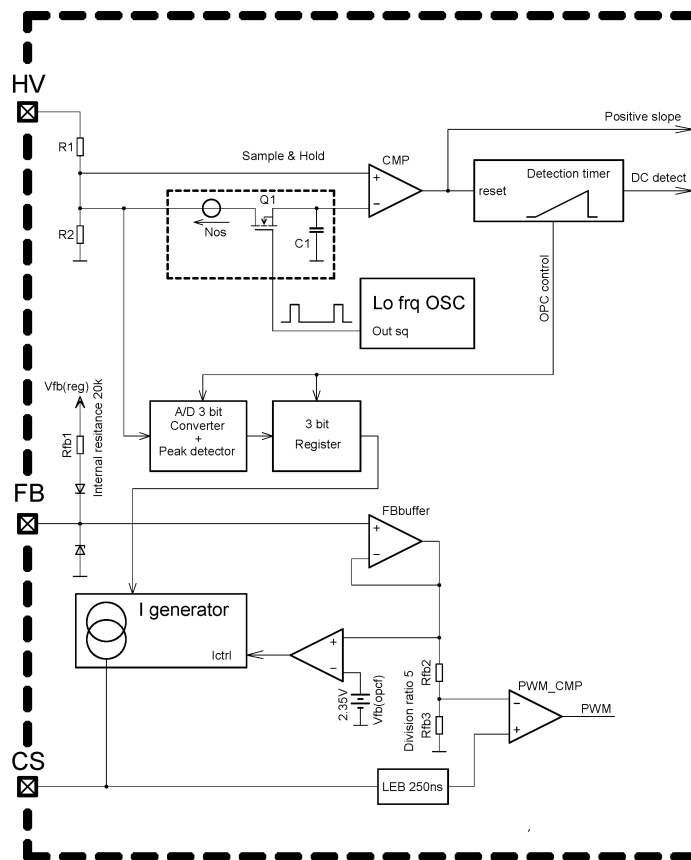 HV
Positive slope
R1
Sample & Hold
CMP
+
−
Q1
reset
Detection timer
DC detect
R2
Nos
C1
OPC control
Lo frq OSC
Out sq
Vfb(reg)
Rfb1
Internal resitance 20k
A/D 3 bit
Converter
+
Peak detector
3 bit
Register
FB
FBbuffer
+
−
I generator
Ictrl
+
−
2.35V
Vfb(opcf)
Rfb2
Division ratio 5
Rfb3
PWM_CMP
−
+
PWM
CS
LEB 250ns